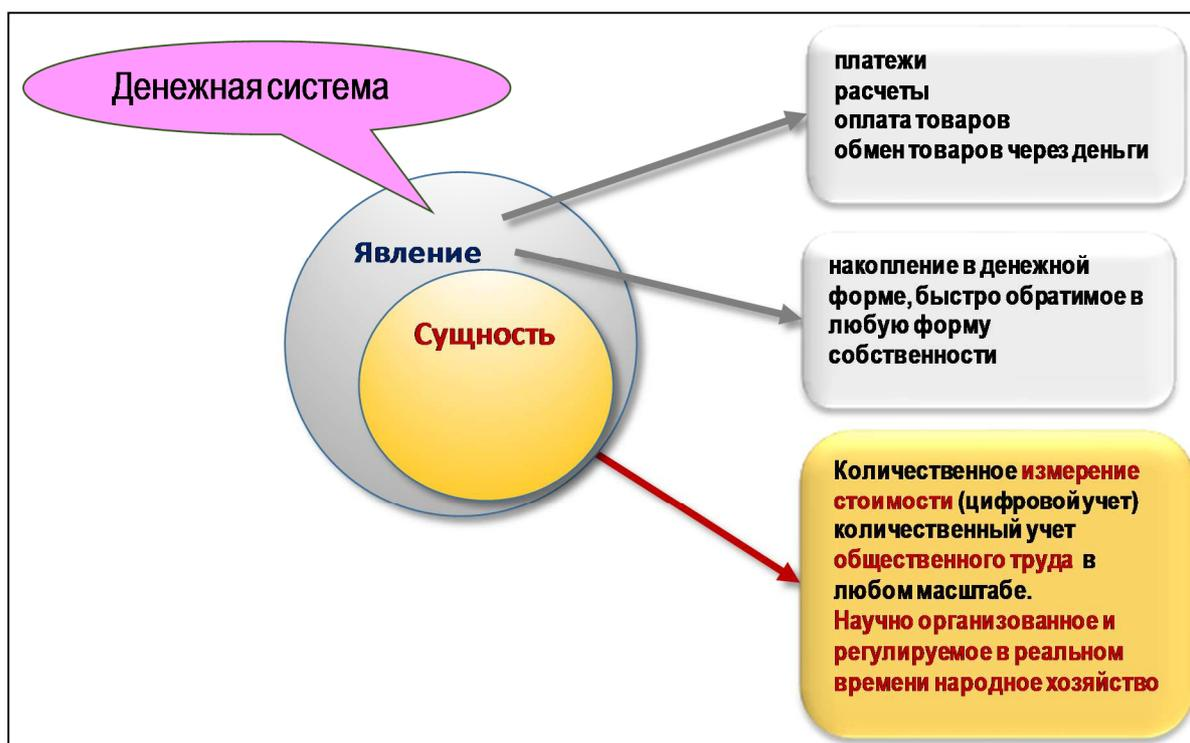 Денежная система
Явление
Сущность
платежи
расчеты
оплата товаров
обмен товаров через деньги
накопление в денежной
форме, быстро обратимое в
любую форму
собственности
Количественное измерение
стоимости (цифровой учет)
количественный учет
общественного труда в
любом масштабе.
Научно организованное и
регулируемое в реальном
времени народное хозяйство